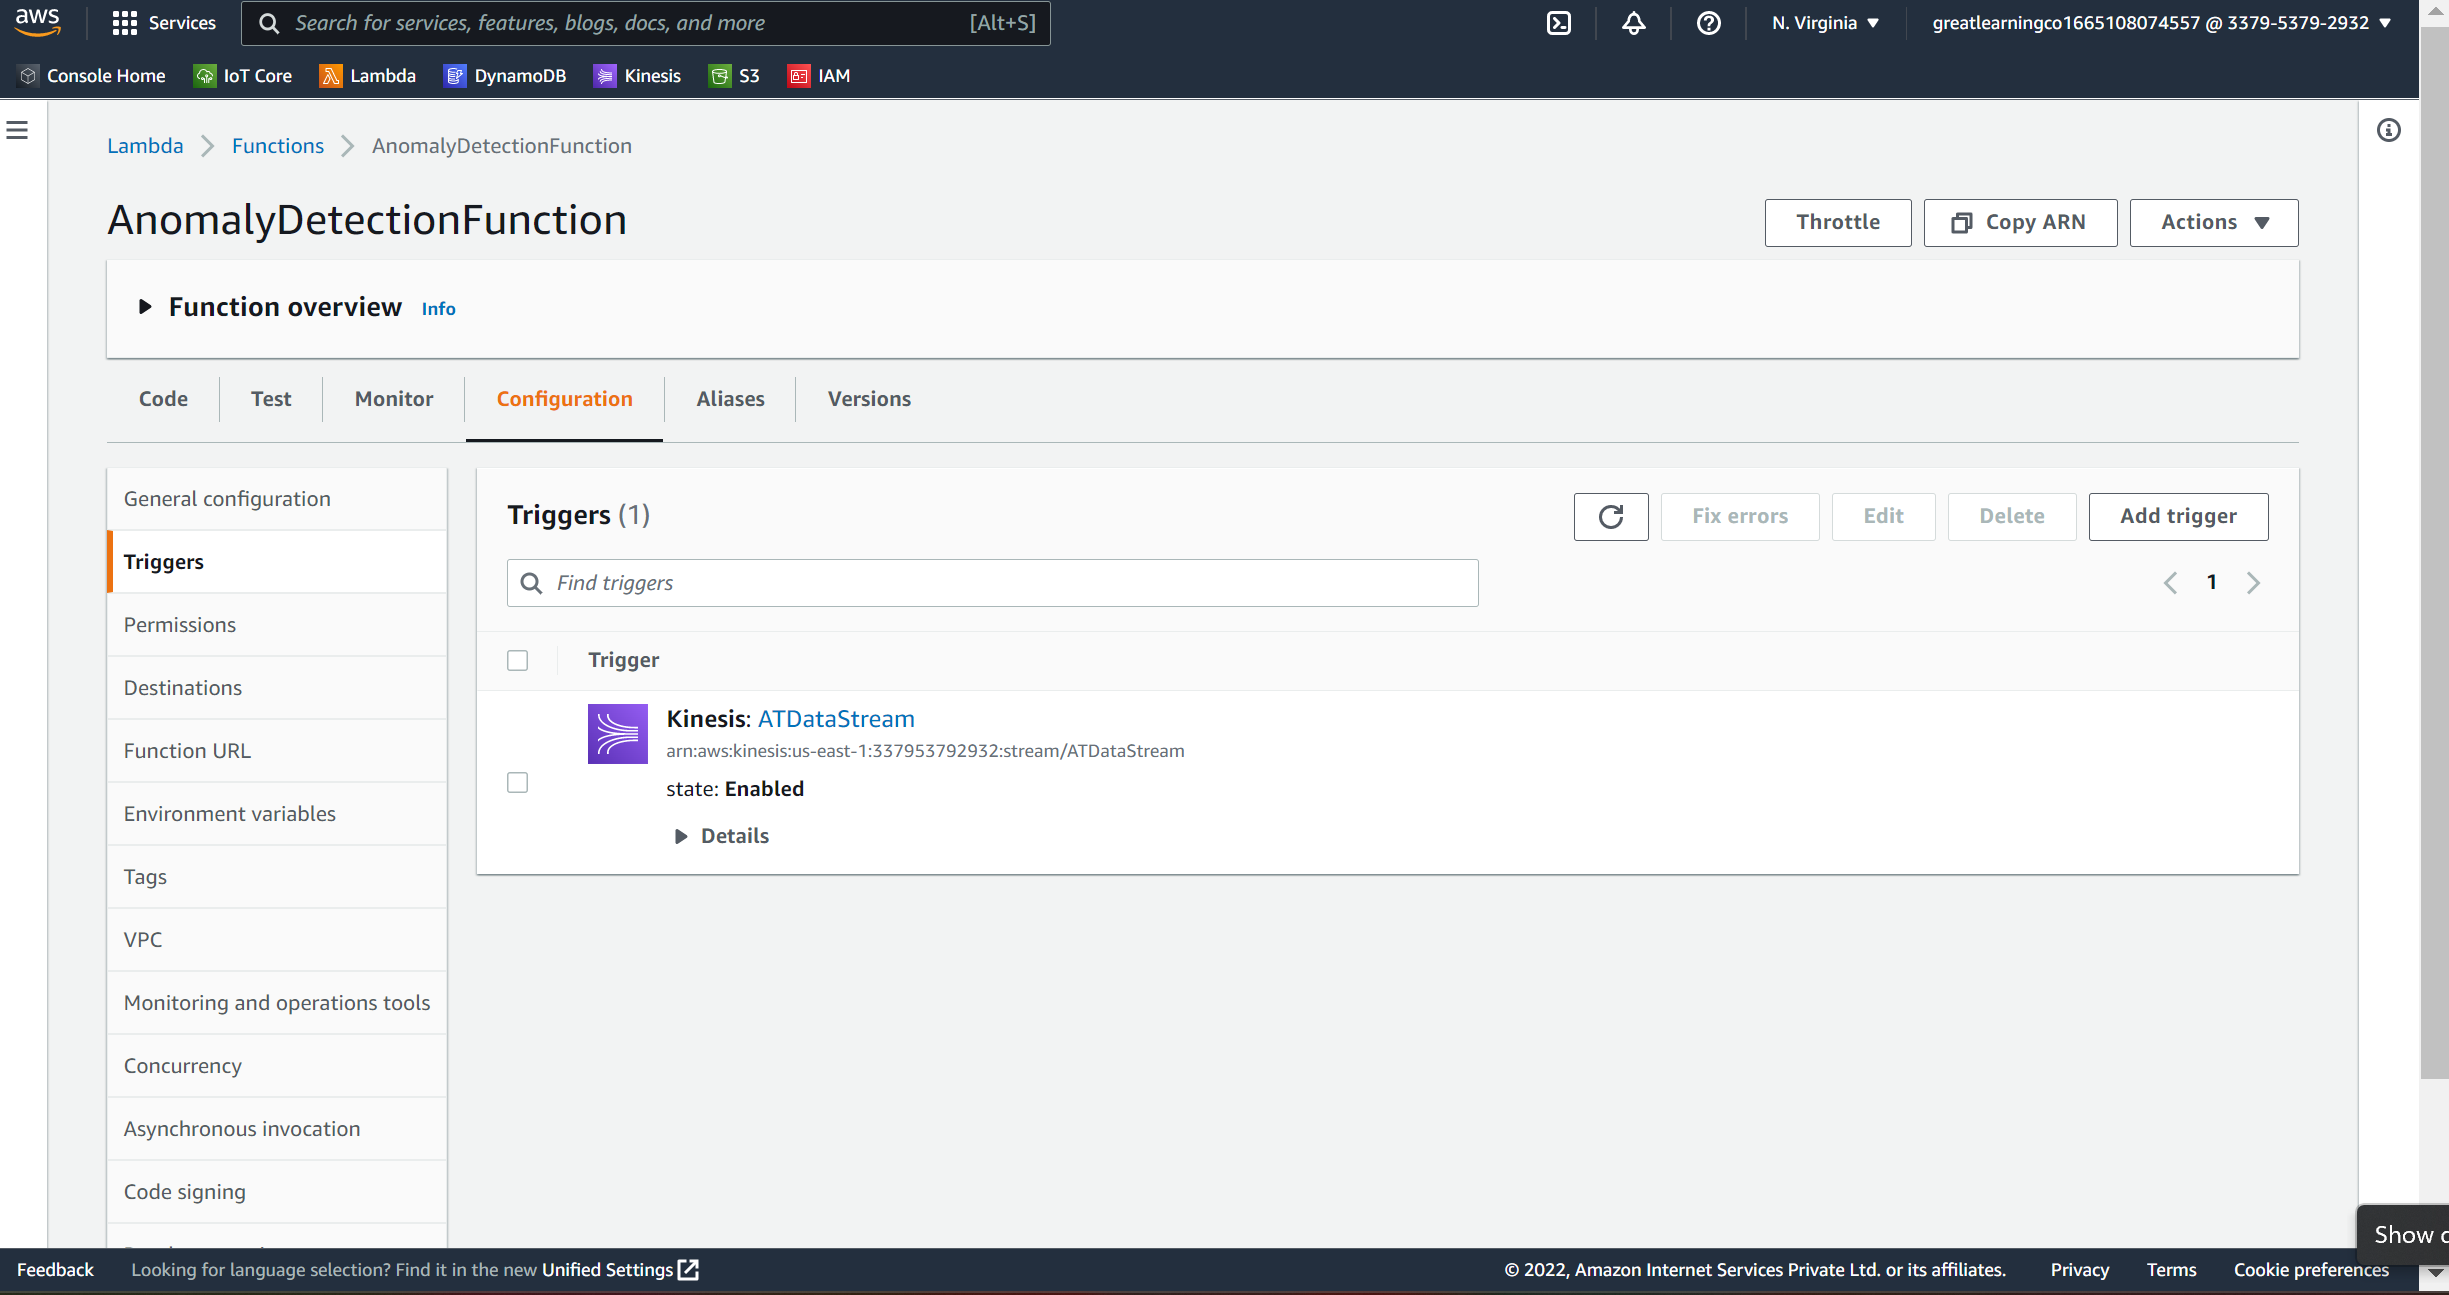 aws
Services
Search for services, features, blogs, docs, and more
[Alt+S]
N. Virginia
greatlearningco1665108074557 @ 3379-5379-2932
Console Home
IoT Core
Lambda
DynamoDB
Kinesis
S3
IAM
Lambda
Functions
AnomalyDetectionFunction
AnomalyDetectionFunction
Throttle
Copy ARN
Actions
Function overview
Info
Code
Test
Monitor
Configuration
Aliases
Versions
General configuration
Triggers
Permissions
Destinations
Function URL
Environment variables
Tags
VPC
Monitoring and operations tools
Concurrency
Asynchronous invocation
Code signing
Triggers (1)
Fix errors
Edit
Delete
Add trigger
Find triggers
1
Trigger
Kinesis: ATDataStream
arn:aws:kinesis:us-east-1:337953792932:stream/ATDataStream
state: Enabled
Details
Show
Feedback
Looking for language selection? Find it in the new Unified Settings
© 2022, Amazon Internet Services Private Ltd. or its affiliates.
Privacy
Terms
Cookie preferences